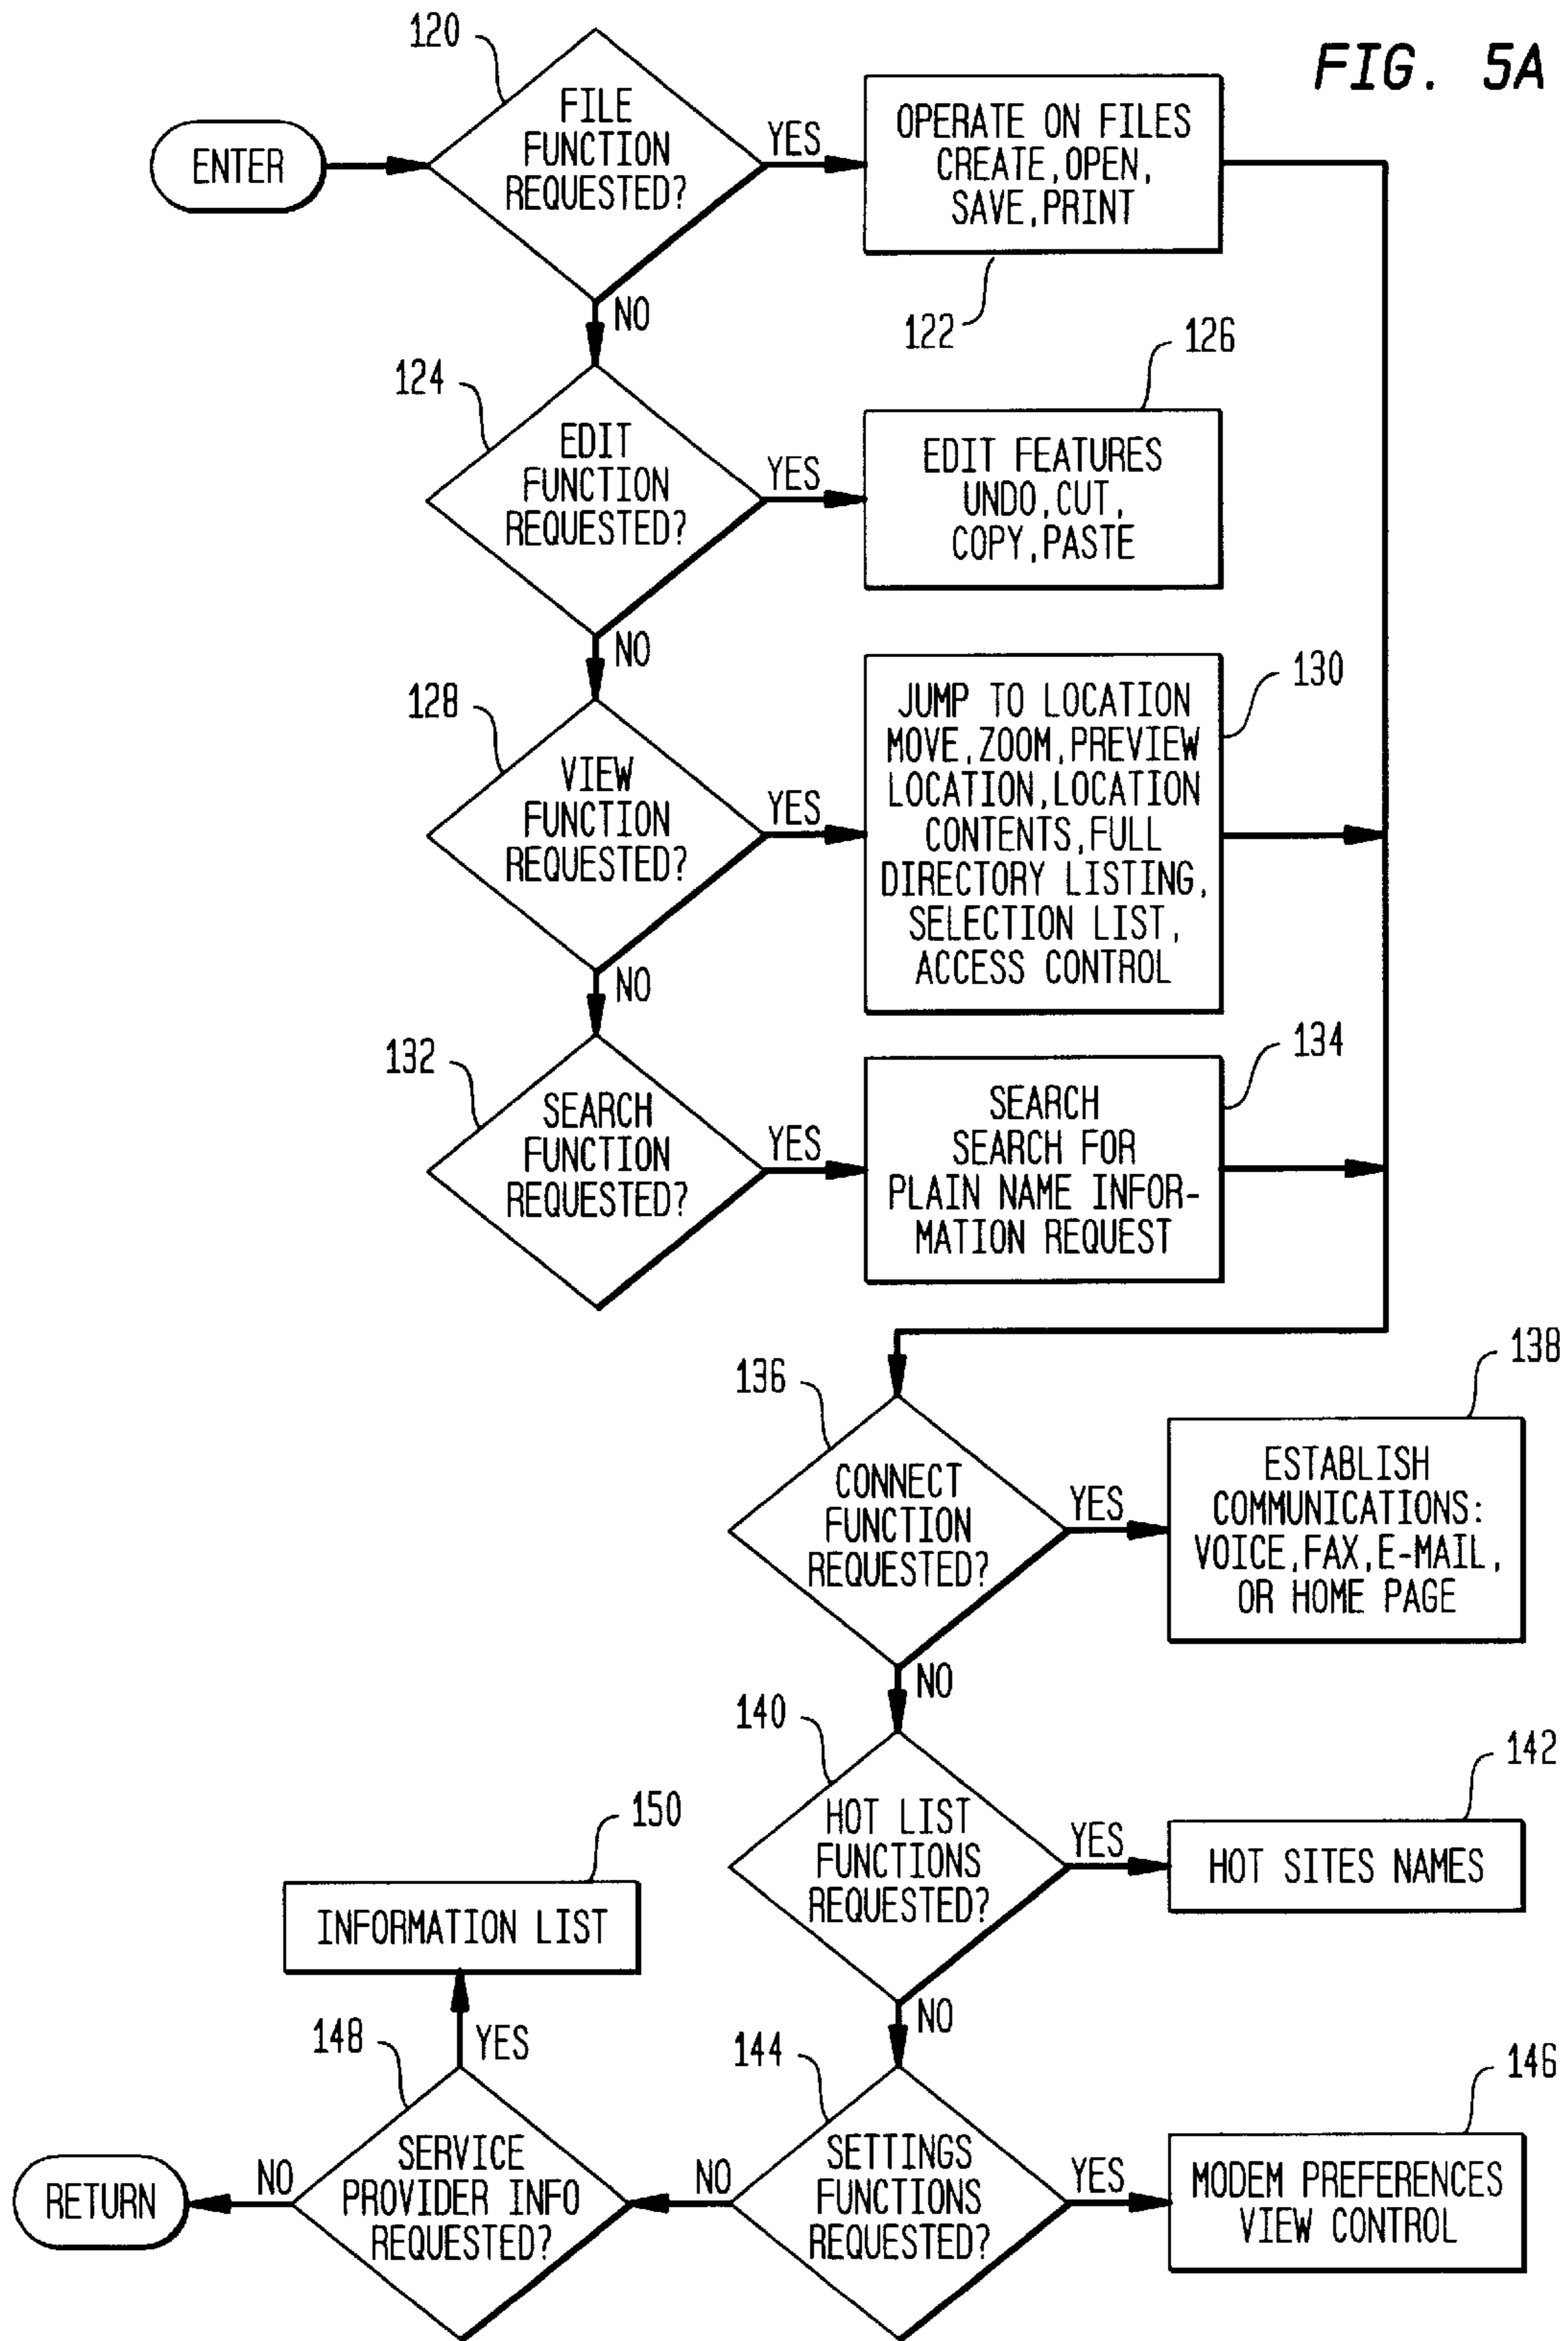 FIG. 5A
120
ENTER
FILE
FUNCTION
REQUESTED?
YES
OPERATE ON FILES
CREATE,OPEN,
SAVE,PRINT
122
NO
124
EDIT
FUNCTION
REQUESTED?
YES
126
EDIT FEATURES
UNDO,CUT,
COPY,PASTE
NO
128
VIEW
FUNCTION
REQUESTED?
YES
130
JUMP TO LOCATION
MOVE,ZOOM,PREVIEW
LOCATION,LOCATION
CONTENTS,FULL
DIRECTORY LISTING,
SELECTION LIST,
ACCESS CONTROL
NO
132
SEARCH
FUNCTION
REQUESTED?
YES
134
SEARCH
SEARCH FOR
PLAIN NAME INFOR-
MATION REQUEST
136
CONNECT
FUNCTION
REQUESTED?
YES
138
ESTABLISH
COMMUNICATIONS:
VOICE,FAX,E-MAIL,
OR HOME PAGE
NO
140
HOT LIST
FUNCTIONS
REQUESTED?
YES
142
HOT SITES NAMES
NO
144
SETTINGS
FUNCTIONS
REQUESTED?
YES
146
MODEM PREFERENCES
VIEW CONTROL
NO
148
SERVICE
PROVIDER INFO
REQUESTED?
YES
150
INFORMATION LIST
NO
RETURN